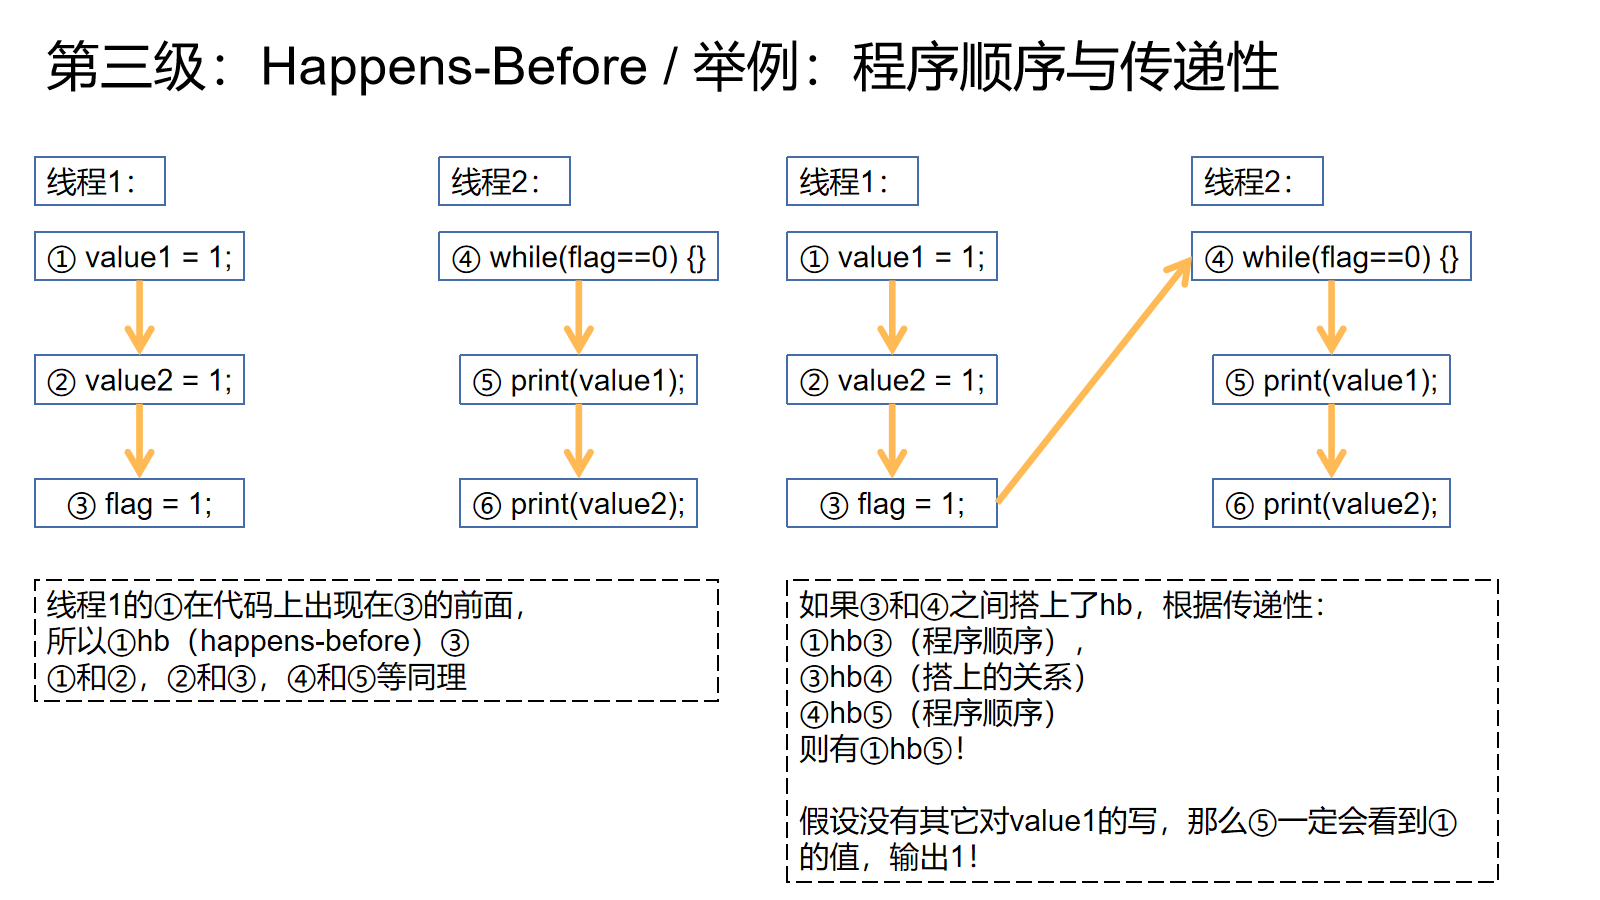 第三级：Happens-Before / 举例：程序顺序与传递性
线程1：
① value1 = 1;
② value2 = 1;
③ flag = 1;
线程2：
④ while(flag==0) {}
⑤ print(value1);
⑥ print(value2);
线程1的①在代码上出现在③的前面，
所以①hb（happens-before）③
①和②，②和③，④和⑤等同理
线程1：
① value1 = 1;
② value2 = 1;
③ flag = 1;
线程2：
④ while(flag==0) {}
⑤ print(value1);
⑥ print(value2);
如果③和④之间搭上了hb，根据传递性：
①hb③（程序顺序），
③hb④（搭上的关系）
④hb⑤（程序顺序）
则有①hb⑤！
假设没有其它对value1的写，那么⑤一定会看到①
的值，输出1！